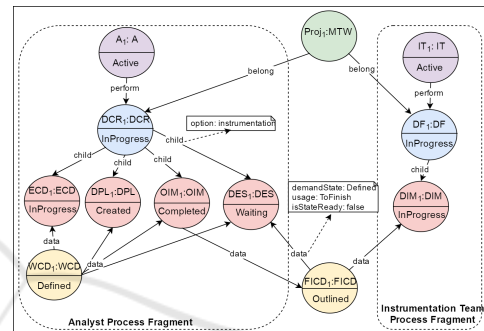 A1: A
Active
Proj1:MTW
IT1: IT
Active
perform
belong
belong
perform
DCR1:DCR
InProgress
option: instrumentation
DF1:DF
InProgress
child
child
child
child
child
ECD1:ECD
InProgress
DPL1:DPL
Created
OIM1:OIM
Completed
DES1:DES
Waiting
demandState: Defined
usage: ToFinish
isStateReady: false
DIM1:DIM
InProgress
data
data
data
data
data
WCD1:WCD
Defined
FICD1:FICD
Outlined
Analyst Process Fragment
Instrumentation Team
Process Fragment